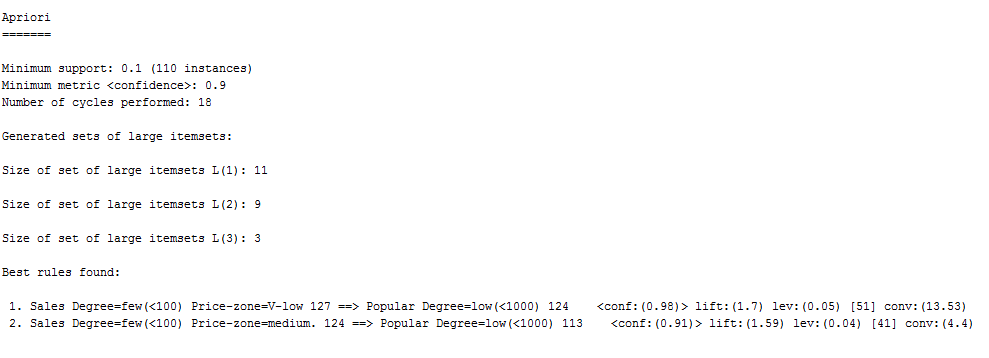 Apriori
=======
Minimum support: 0.1 (110 instances)
Minimum metric <confidence>: 0.9
Number of cycles performed: 18
Generated sets of large itemsets:
Size of set of large itemsets L(1): 11
Size of set of large itemsets L(2): 9
Size of set of large itemsets L(3): 3
Best rules found:
1. Sales Degree=few(<100) Price-zone=V-low 127 ==> Popular Degree=low(<1000) 124 <conf:(0.98)> lift:(1.7) lev:(0.05) [51] conv:(13.53)
2. Sales Degree=few(<100) Price-zone=medium. 124 ==> Popular Degree=low(<1000) 113 <conf:(0.91)> lift:(1.59) lev:(0.04) [41] conv:(4.4)